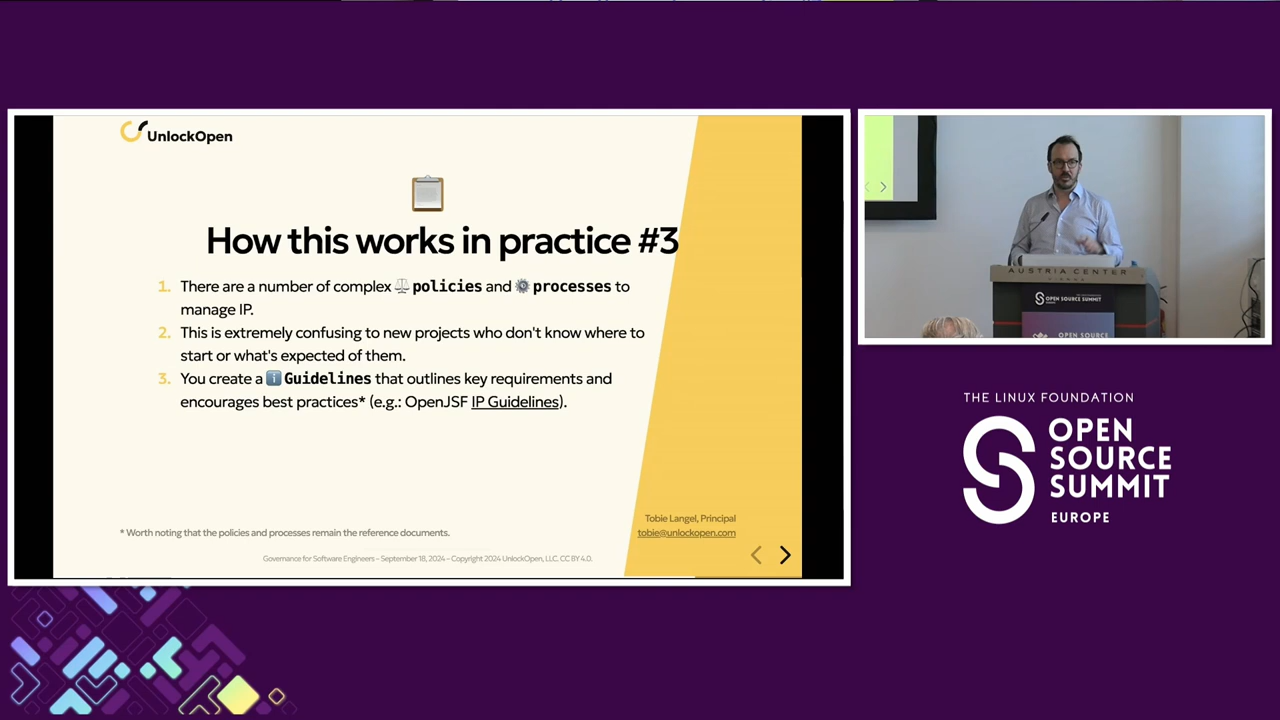 UnlockOpen
How this works in practice #3
1. There are a number of complex ⚖️ policies and ⚙️ processes to
manage IP.
2. This is extremely confusing to new projects who don't know where to
start or what's expected of them.
3. You create a ℹ️ Guidelines that outlines key requirements and
encourages best practices* (e.g.: OpenJSF IP Guidelines).
* Worth noting that the policies and processes remain the reference documents.
Tobie Langel, Principal
tobie@unlockopen.com
Governance for Software Engineers – September 18, 2024 – Copyright 2024 UnlockOpen, LLC. CC BY 4.0.
AUSTRIA CENTER
OPEN SOURCE SUMMIT
OPEN SOURCE
THE LINUX FOUNDATION
OPEN
SOURCE
SUMMIT
EUROPE